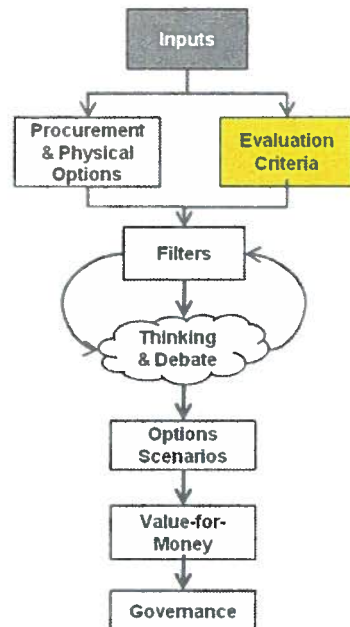 Inputs
Procurement
& Physical
Options
Evaluation
Criteria
Filters
Thinking
& Debate
Options
Scenarios
Value-for-
Money
Governance